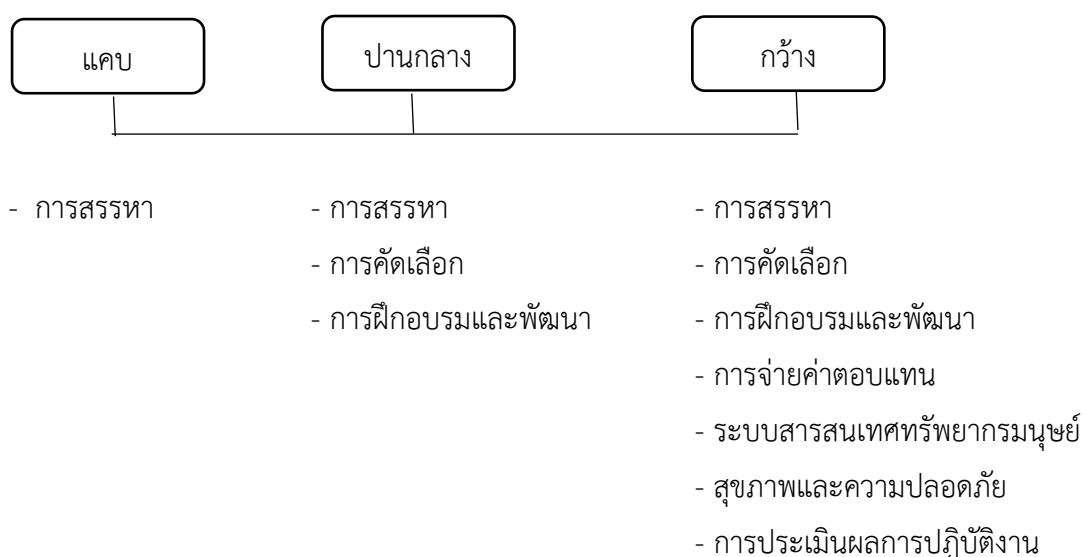 แคบ
ปานกลาง
กว้าง
- การสรรหา
- การสรรหา
- การคัดเลือก
- การฝึกอบรมและพัฒนา
- การสรรหา
- การคัดเลือก
- การฝึกอบรมและพัฒนา
- การจ่ายค่าตอบแทน
- ระบบสารสนเทศทรัพยากรมนุษย์
- สุขภาพและความปลอดภัย
- การประเมินผลการปฏิบัติงาน